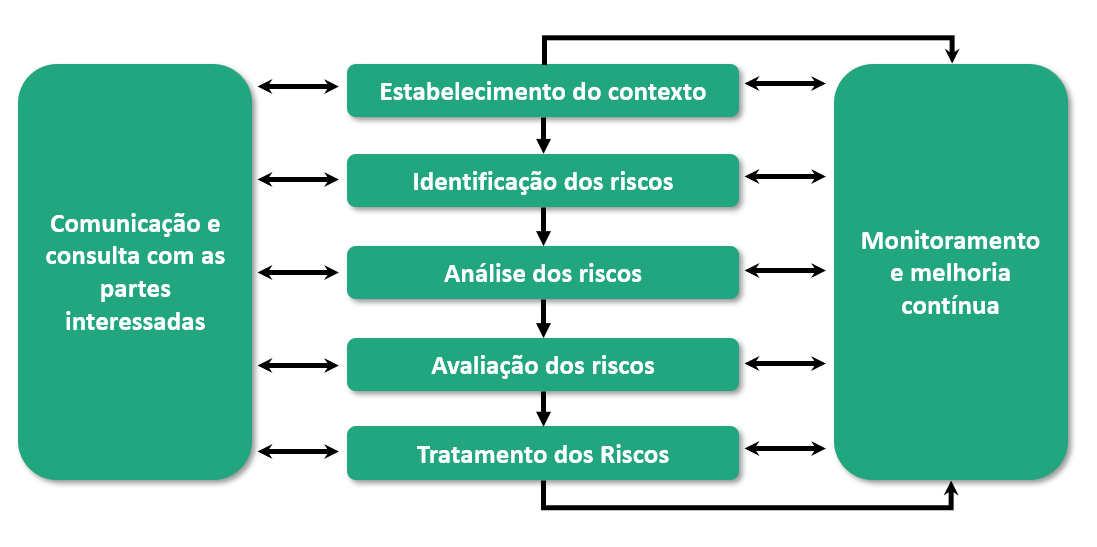 Comunicação e
consulta com as
partes
interessadas
Estabelecimento do contexto
Identificação dos riscos
Análise dos riscos
Avaliação dos riscos
Tratamento dos Riscos
Monitoramento
e melhoria
contínua